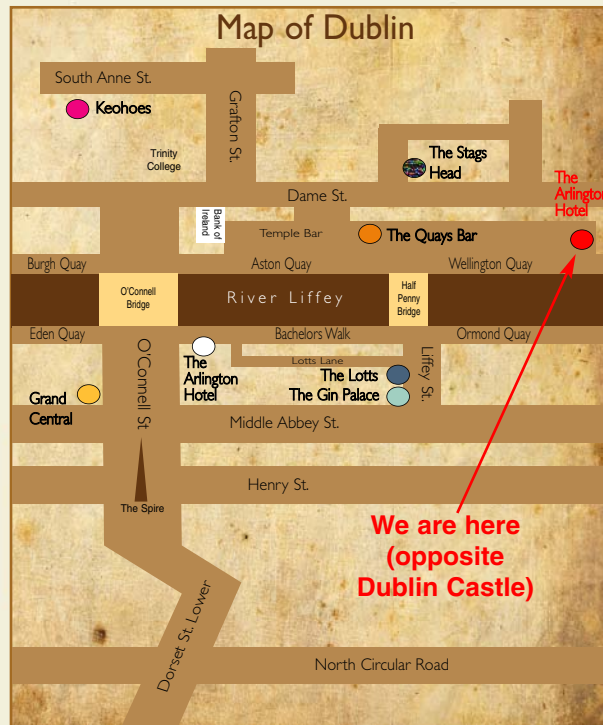 Map of Dublin
South Anne St.
Keohoes
Grafton St.
Trinity
College
The Stags
Head
The
Arlington
Hotel
Dame St.
Bank of
Ireland
Temple Bar
The Quays Bar
Burgh Quay
Aston Quay
Wellington Quay
O'Connell
Bridge
River Liffey
Half
Penny
Bridge
Eden Quay
Bachelors Walk
Ormond Quay
O'Connell St
The
Arlington
Hotel
Lotts Lane
Liffey St.
The Lotts
The Gin Palace
Grand
Central
Middle Abbey St.
Henry St.
The Spire
We are here
(opposite
Dublin Castle)
Dorset St. Lower
North Circular Road